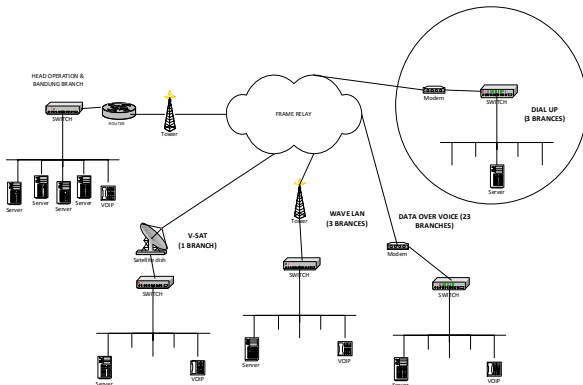 HEAD OPERATION &
BANDUNG BRANCH
SWITCH
ROUTER
Tower
FRAME RELAY
Modem
SWITCH
DIAL UP
(3 BRANCES)
Server
Server
Server
Server
Server
VOIP
V-SAT
(1 BRANCH)
Satellite dish
SWITCH
Server
VOIP
Tower
WAVE LAN
(3 BRANCES)
SWITCH
Server
VOIP
DATA OVER VOICE (23
BRANCHES)
Modem
SWITCH
Server
VOIP